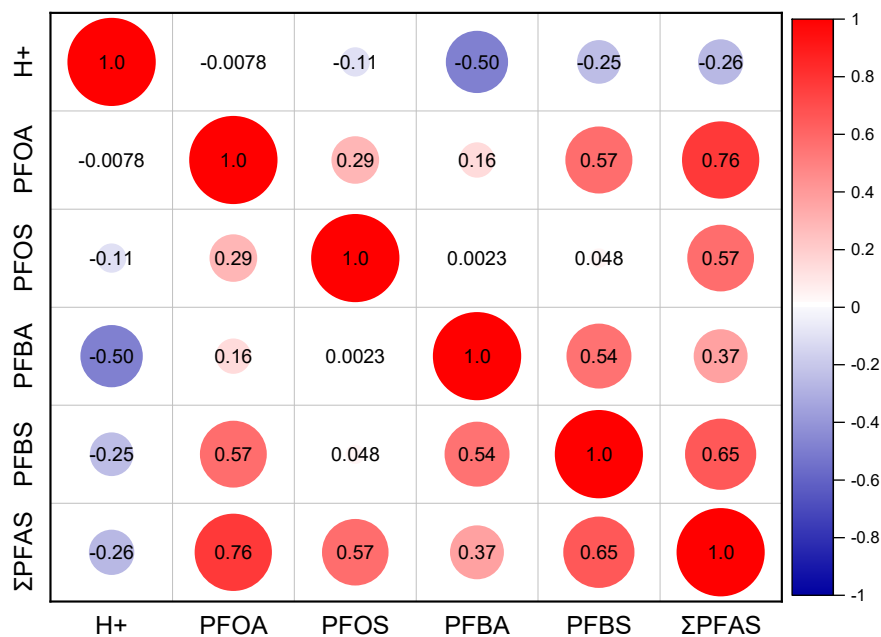 H+ 1.0 -0.0078 -0.11 -0.50 -0.25 -0.26
PFOA -0.0078 1.0 0.29 0.16 0.57 0.76
PFOS -0.11 0.29 1.0 0.0023 0.048 0.57
PFBA -0.50 0.16 0.0023 1.0 0.54 0.37
PFBS -0.25 0.57 0.048 0.54 1.0 0.65
ΣPFAS -0.26 0.76 0.57 0.37 0.65 1.0
H+ PFOA PFOS PFBA PFBS ΣPFAS
1
0.8
0.6
0.4
0.2
0
-0.2
-0.4
-0.6
-0.8
-1